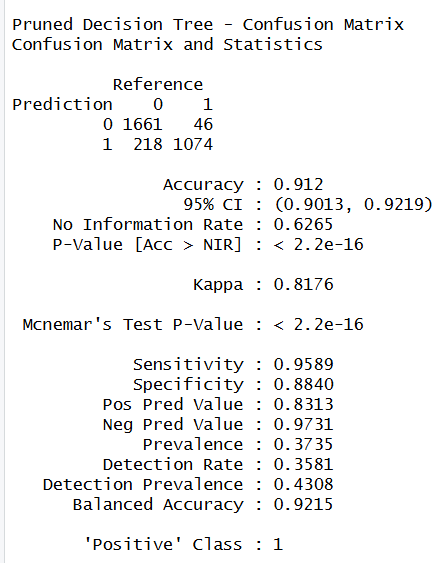 Pruned Decision Tree - Confusion Matrix
Confusion Matrix and Statistics
Reference
Prediction    0    1
0 1661   46
1  218 1074
Accuracy : 0.912
95% CI : (0.9013, 0.9219)
No Information Rate : 0.6265
P-Value [Acc > NIR] : < 2.2e-16
Kappa : 0.8176
Mcnemar's Test P-Value : < 2.2e-16
Sensitivity : 0.9589
Specificity : 0.8840
Pos Pred Value : 0.8313
Neg Pred Value : 0.9731
Prevalence : 0.3735
Detection Rate : 0.3581
Detection Prevalence : 0.4308
Balanced Accuracy : 0.9215
'Positive' Class : 1